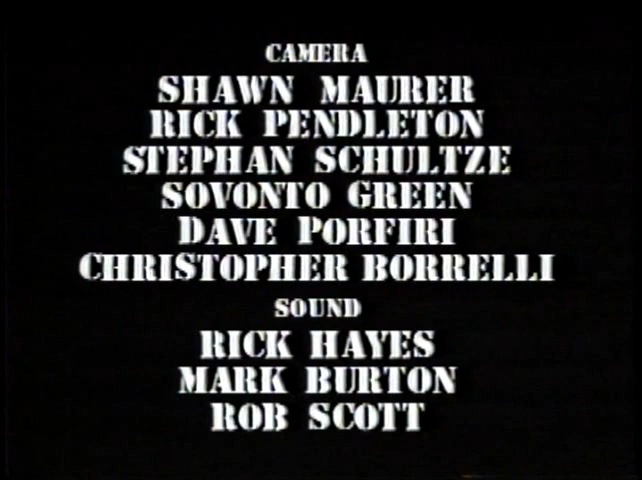 CAMERA
SHAWN MAURER
RICK PENDLETON
STEPHAN SCHULTZE
SOVONTO GREEN
DAVE PORFIRI
CHRISTOPHER BORRELLI
SOUND
RICK HAYES
MARK BURTON
ROB SCOTT